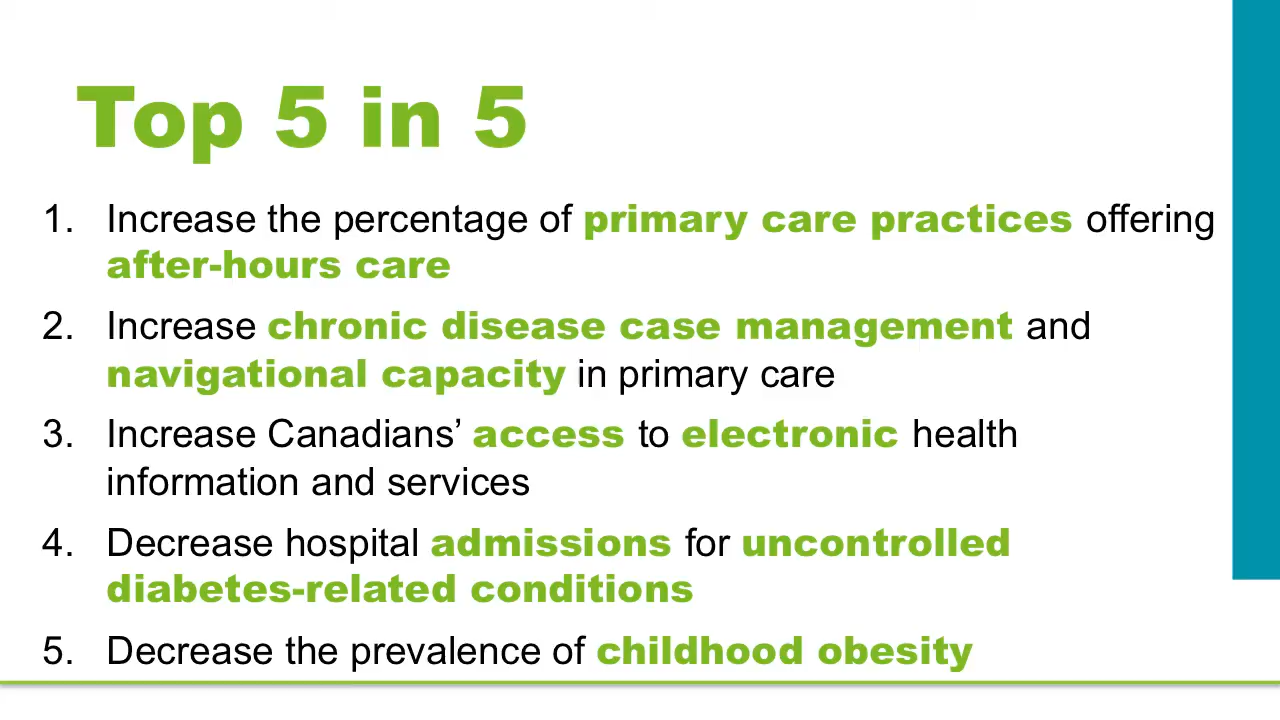 Top 5 in 5
1. Increase the percentage of primary care practices offering
after-hours care
2. Increase chronic disease case management and
navigational capacity in primary care
3. Increase Canadians’ access to electronic health
information and services
4. Decrease hospital admissions for uncontrolled
diabetes-related conditions
5. Decrease the prevalence of childhood obesity